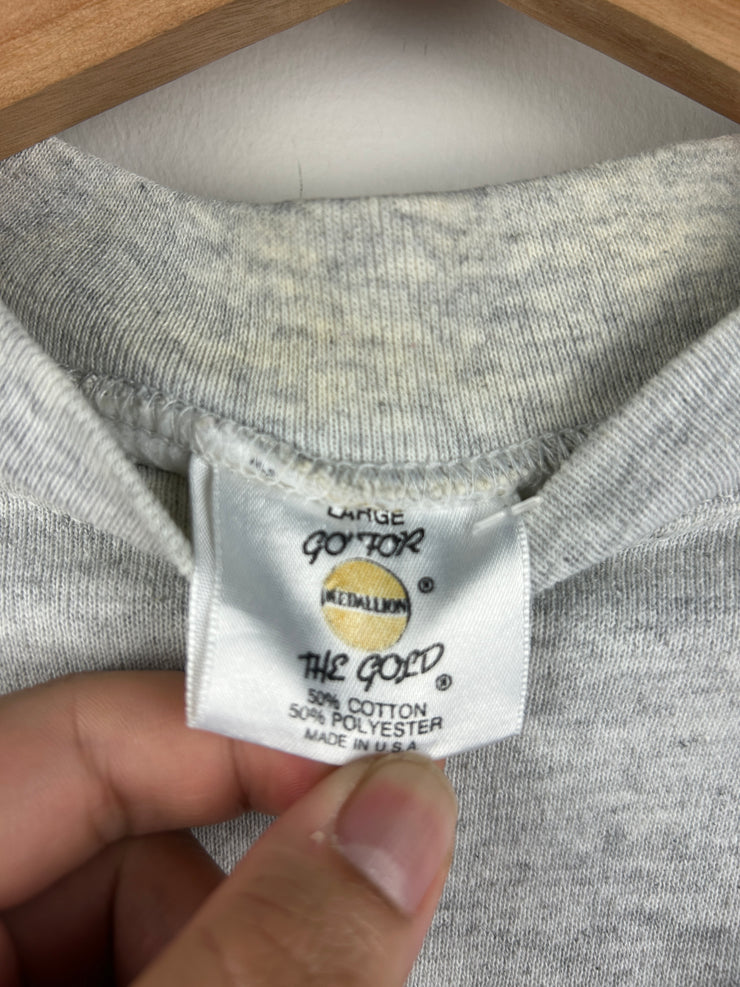 LARGE
GO FOR
MEDALLION ®
THE GOLD ®
50% COTTON
50% POLYESTER
MADE IN U S A